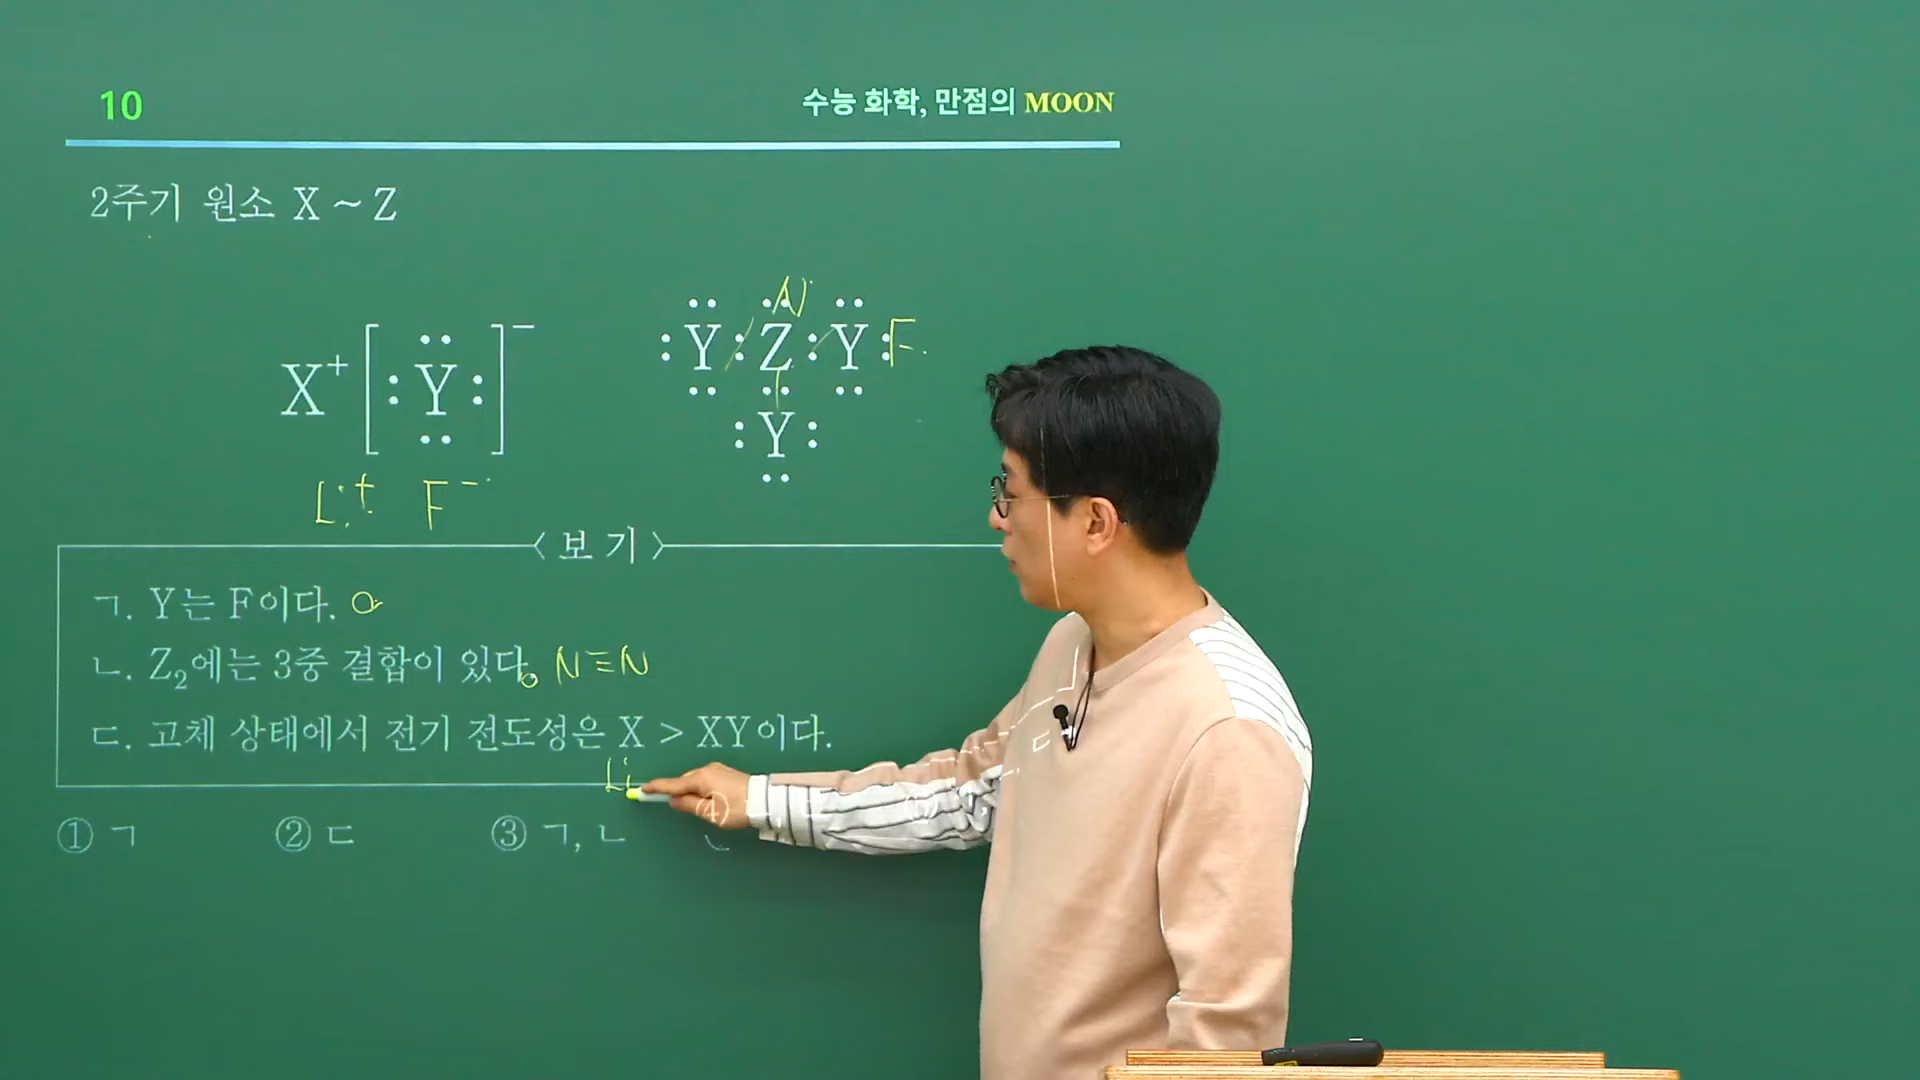 10
수능 화학, 만점의 MOON
2주기 원소 X ~ Z
X⁺ [:Y:]⁻
Li⁺ F⁻
N
:Y:Z:Y: F
:Y:
〈보 기〉
ㄱ. Y는 F이다. O
ㄴ. Z₂에는 3중 결합이 있다. N≡N
ㄷ. 고체 상태에서 전기 전도성은 X > XY이다.
Li
① ㄱ ② ㄷ ③ ㄱ, ㄴ ④